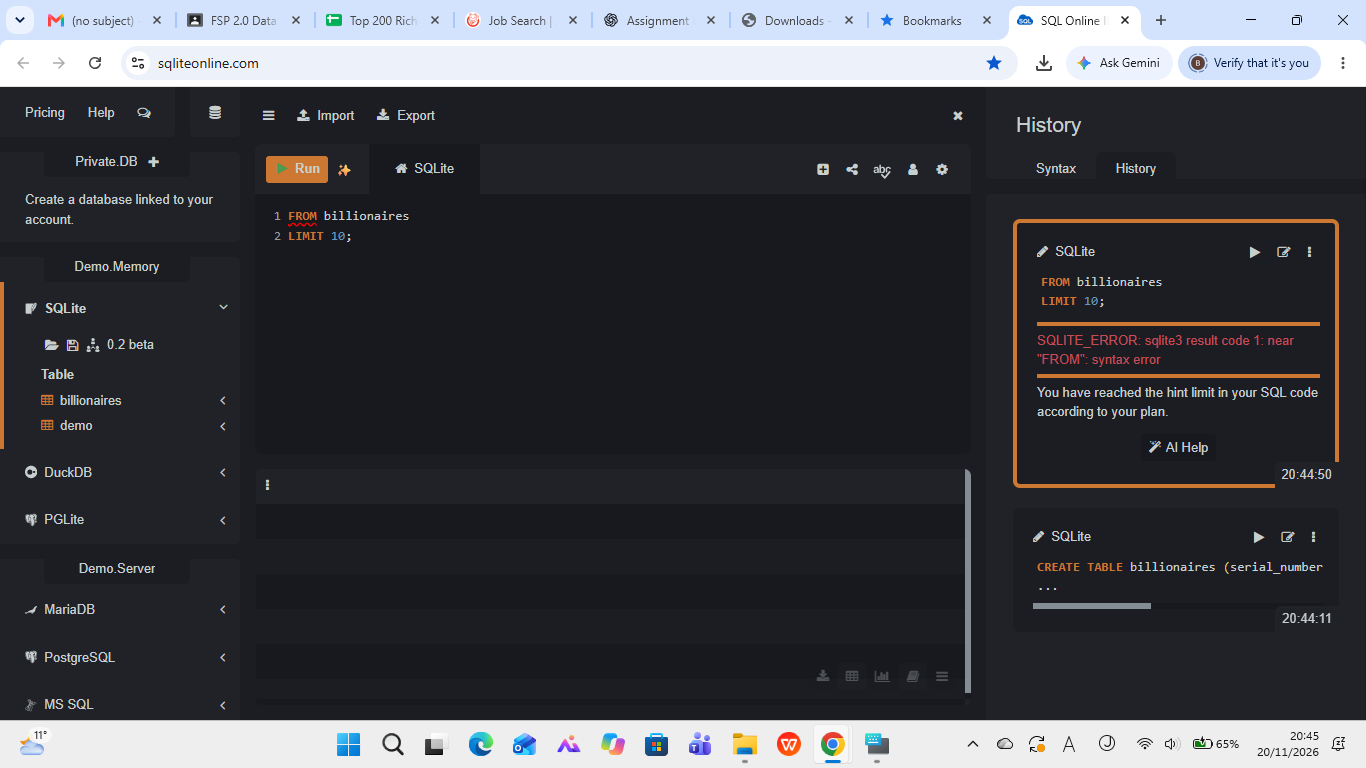 (no subject)
FSP 2.0 Data
Top 200 Rich
Job Search |
Assignment
Downloads -
Bookmarks
SQL Online
sqliteonline.com
Ask Gemini
B
Verify that it's you
Pricing
Help
Import
Export
Private.DB
Create a database linked to your
account.
Run
SQLite
abc
1 FROM billionaires
2 LIMIT 10;
Demo.Memory
SQLite
0.2 beta
Table
billionaires
demo
DuckDB
PGLite
Demo.Server
MariaDB
PostgreSQL
MS SQL
History
Syntax
History
SQLite
FROM billionaires
LIMIT 10;
SQLITE_ERROR: sqlite3 result code 1: near
"FROM": syntax error
You have reached the hint limit in your SQL code
according to your plan.
AI Help
20:44:50
SQLite
CREATE TABLE billionaires (serial_number
...
20:44:11
11°
65%
20:45
20/11/2026